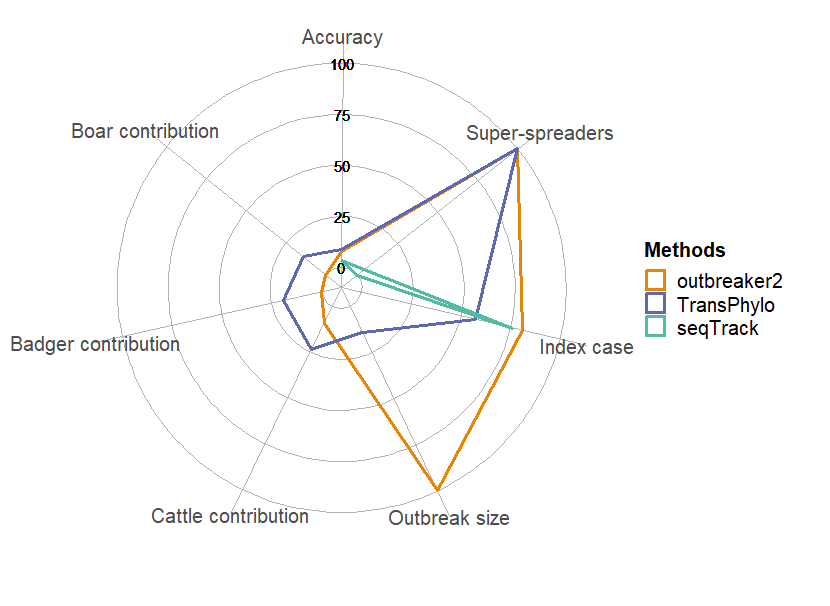 Accuracy
100
Boar contribution
75
Super-spreaders
50
25
0
Methods
outbreaker2
TransPhylo
seqTrack
Badger contribution
Index case
Cattle contribution
Outbreak size